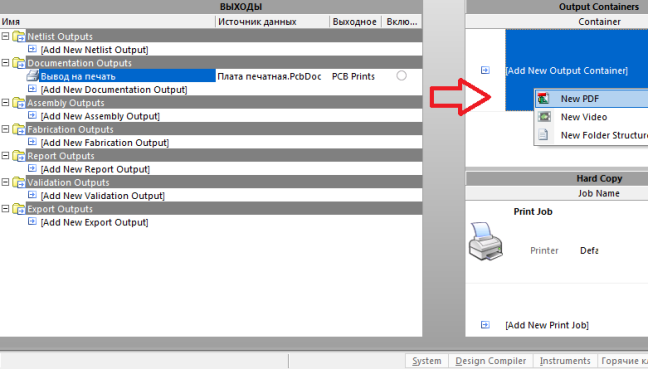 ВЫХОДЫ
Имя Источник данных Выходное Вклю...
Netlist Outputs
[Add New Netlist Output]
Documentation Outputs
Вывод на печать Плата печатная.PcbDoc PCB Prints
[Add New Documentation Output]
Assembly Outputs
[Add New Assembly Output]
Fabrication Outputs
[Add New Fabrication Output]
Report Outputs
[Add New Report Output]
Validation Outputs
[Add New Validation Output]
Export Outputs
[Add New Export Output]
Output Containers
Container
[Add New Output Container]
New PDF
New Video
New Folder Structure
Hard Copy
Job Name
Print Job
Printer Defa
[Add New Print Job]
System Design Compiler Instruments Горячие кл